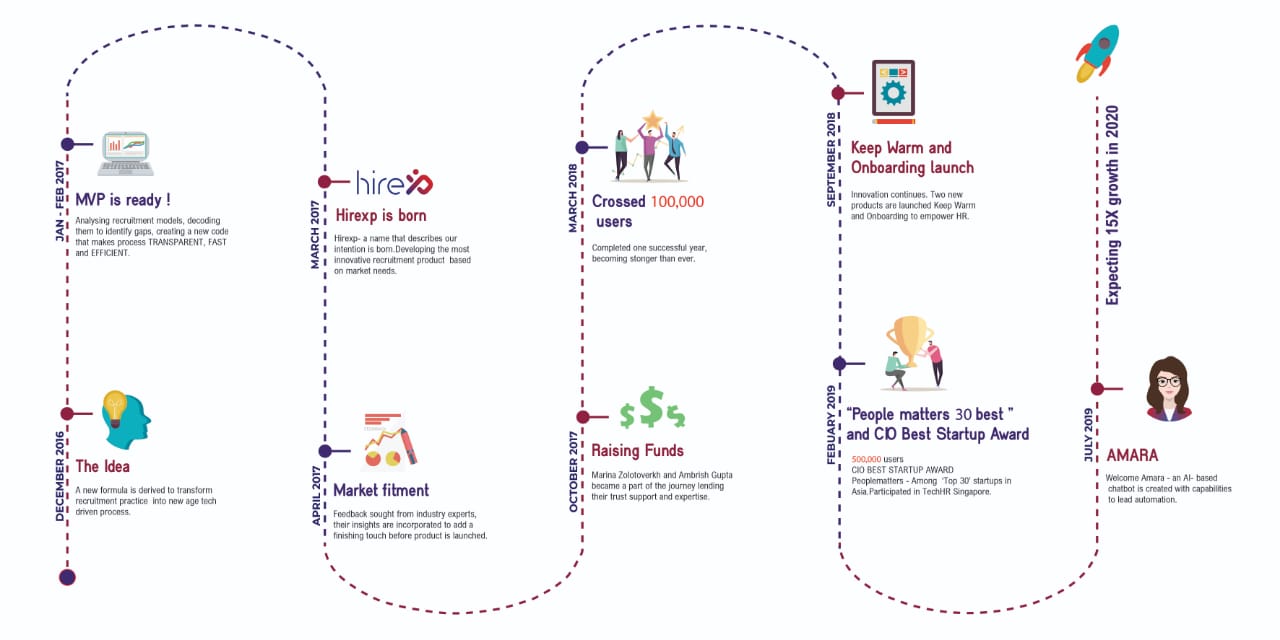 DECEMBER 2016
The Idea
A new formula is derived to transform
recruitment practice into new age tech
driven process.
JAN - FEB 2017
MVP is ready !
Analysing recruitment models, decoding
them to identify gaps, creating a new code
that makes process TRANSPARENT, FAST
and EFFICIENT.
MARCH 2017
hirexp
Hirexp is born
Hirexp- a name that describes our
intention is born.Developing the most
innovative recruitment product based
on market needs.
APRIL 2017
Market fitment
Feedback sought from industry experts,
their insights are incorporated to add a
finishing touch before product is launched.
OCTOBER 2017
$$$
Raising Funds
Marina Zolotoverkh and Ambrish Gupta
became a part of the journey lending
their trust support and expertise.
MARCH 2018
Crossed 100,000
users
Completed one successful year,
becoming stonger than ever.
SEPTEMBER 2018
Keep Warm and
Onboarding launch
Innovation continues. Two new
products are launched Keep Warm
and Onboarding to empower HR.
FEBUARY 2019
“People matters 30 best ”
and CIO Best Startup Award
500,000 users
CIO BEST STARTUP AWARD
Peoplematters - Among ‘Top 30’ startups in
Asia.Participated in TechHR Singapore.
JULY 2019
AMARA
Welcome Amara - an AI- based
chatbot is created with capabilities
to lead automation.
Expecting 15X growth in 2020